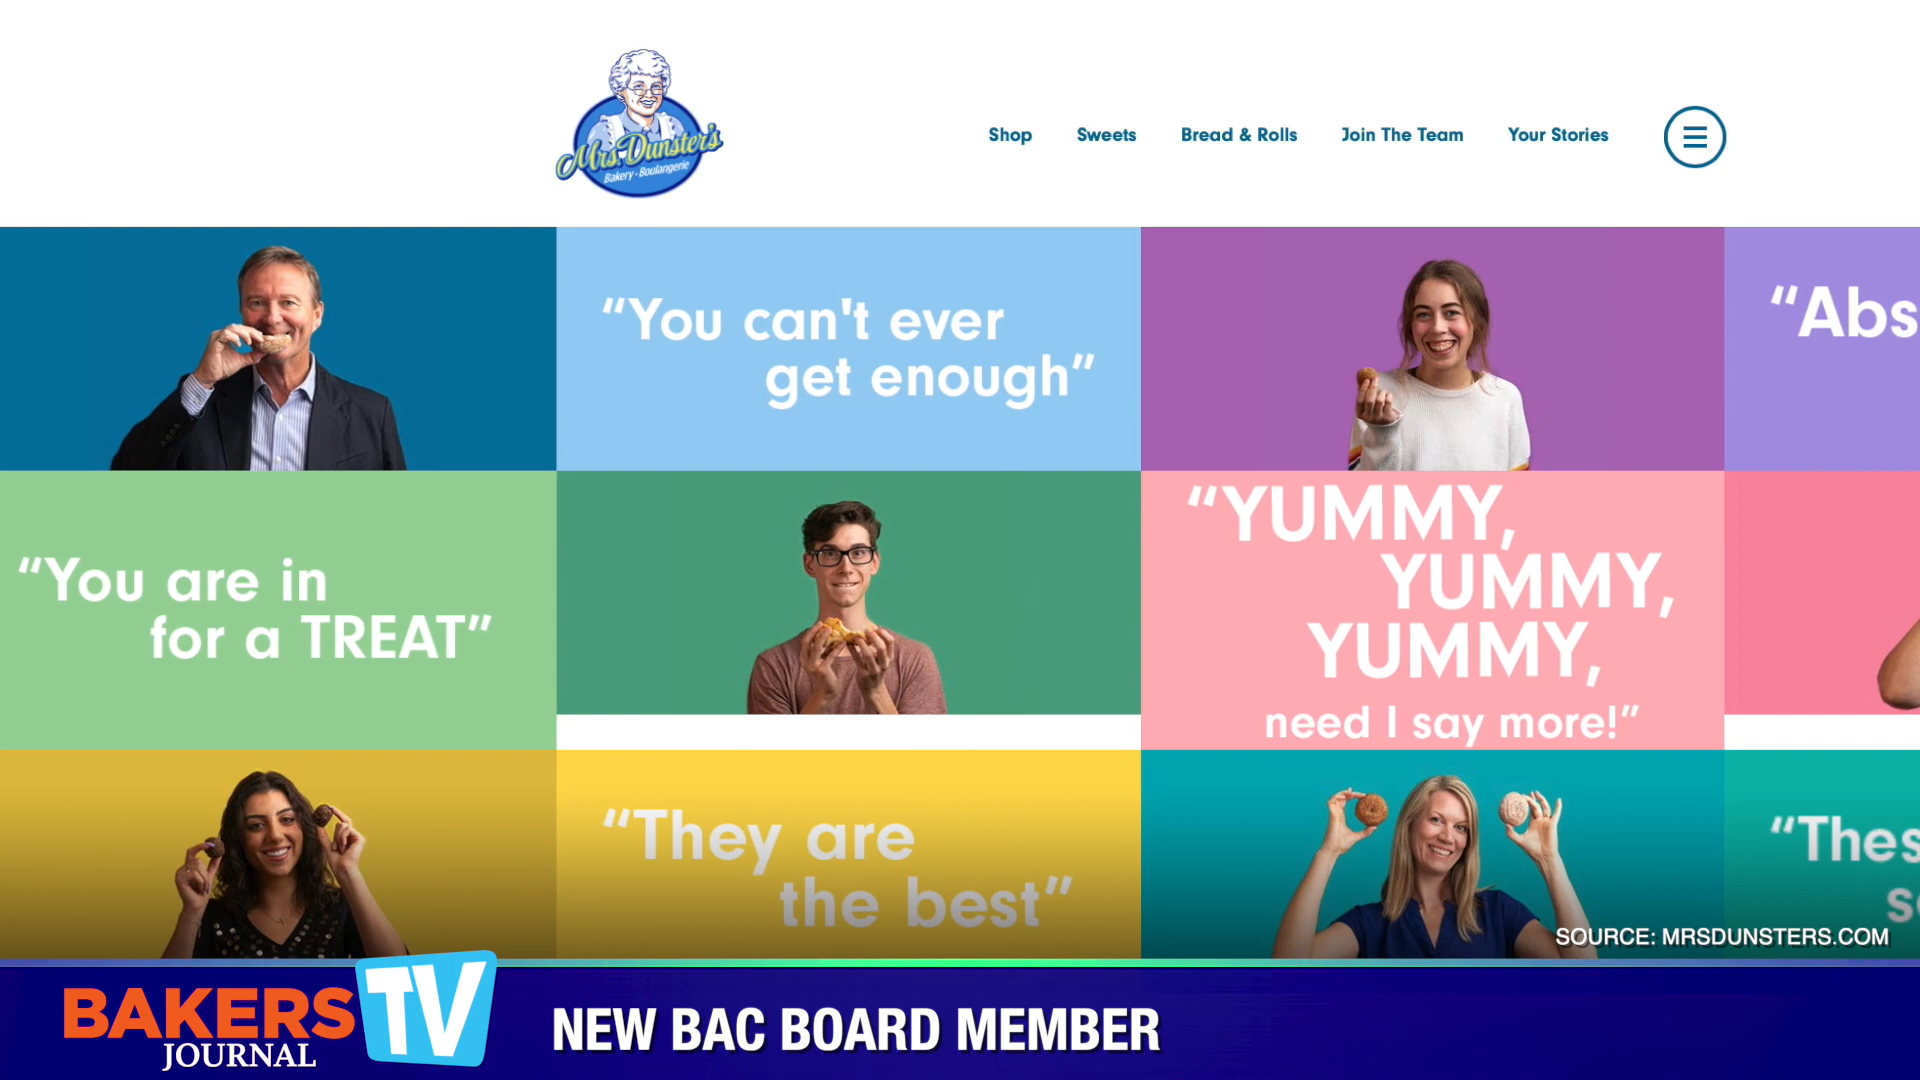 Mrs. Dunster's
Bakery • Boulangerie
Shop
Sweets
Bread & Rolls
Join The Team
Your Stories
“You can't ever
get enough”
“Abs
“You are in
for a TREAT”
“YUMMY,
YUMMY,
YUMMY,
need I say more!”
“They are
the best”
“Thes
s
SOURCE: MRSDUNSTERS.COM
BAKERS
JOURNAL
TV
NEW BAC BOARD MEMBER